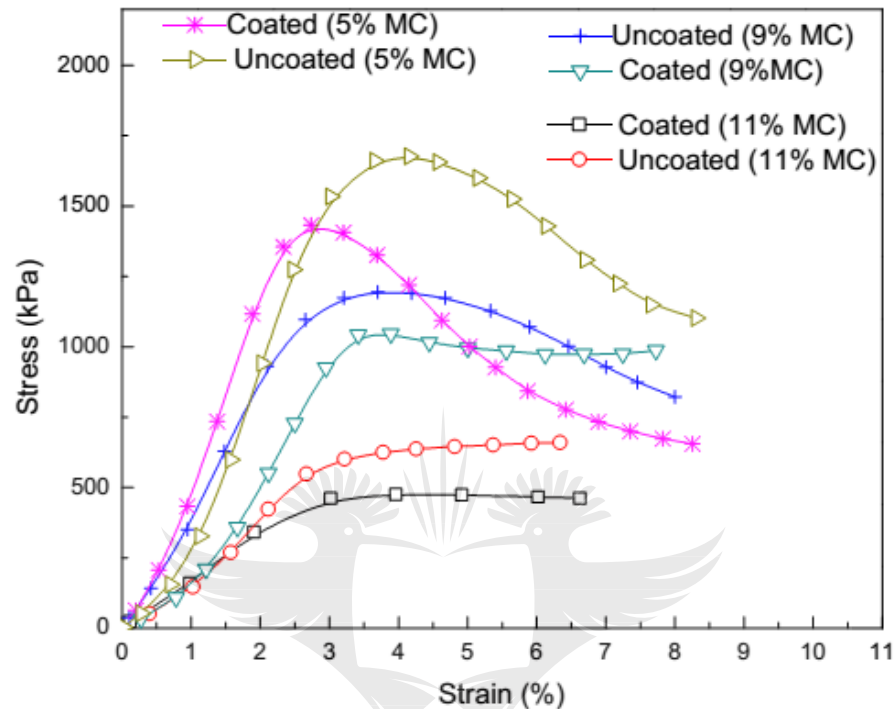 Coated (5% MC)
Uncoated (5% MC)
Uncoated (9% MC)
Coated (9%MC)
Coated (11% MC)
Uncoated (11% MC)
Stress (kPa)
2000
1500
1000
500
0
0 1 2 3 4 5 6 7 8 9 10 11
Strain (%)